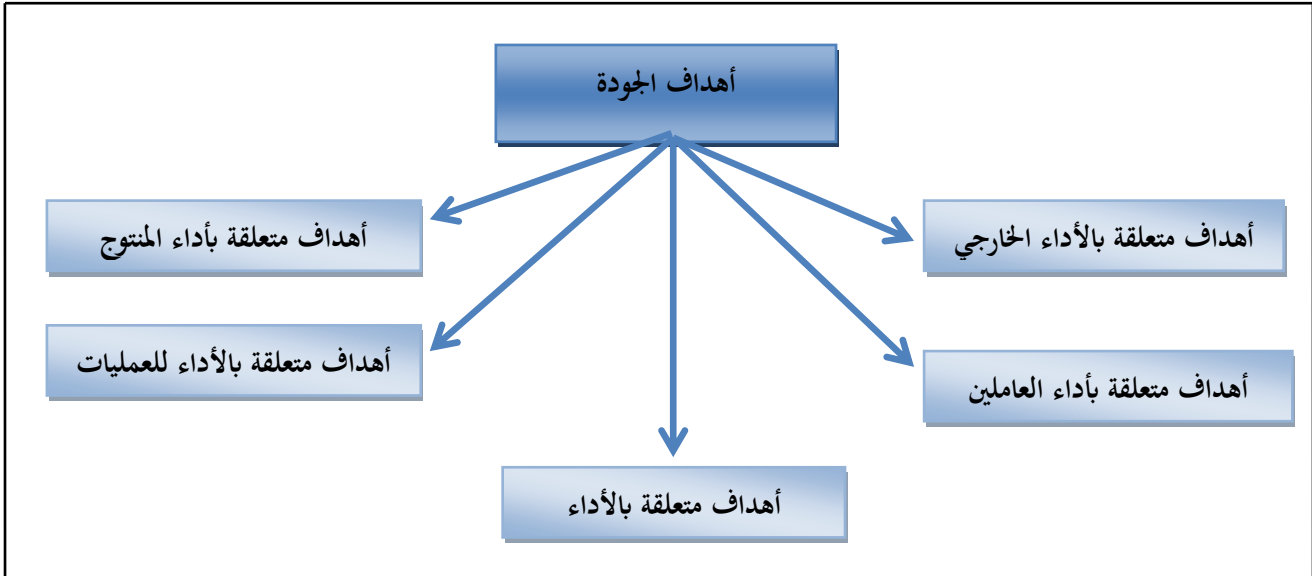 أهداف الجودة
أهداف متعلقة بالأداء الخارجي
أهداف متعلقة بأداء المنتوج
أهداف متعلقة بأداء العاملين
أهداف متعلقة بالأداء للعمليات
أهداف متعلقة بالأداء